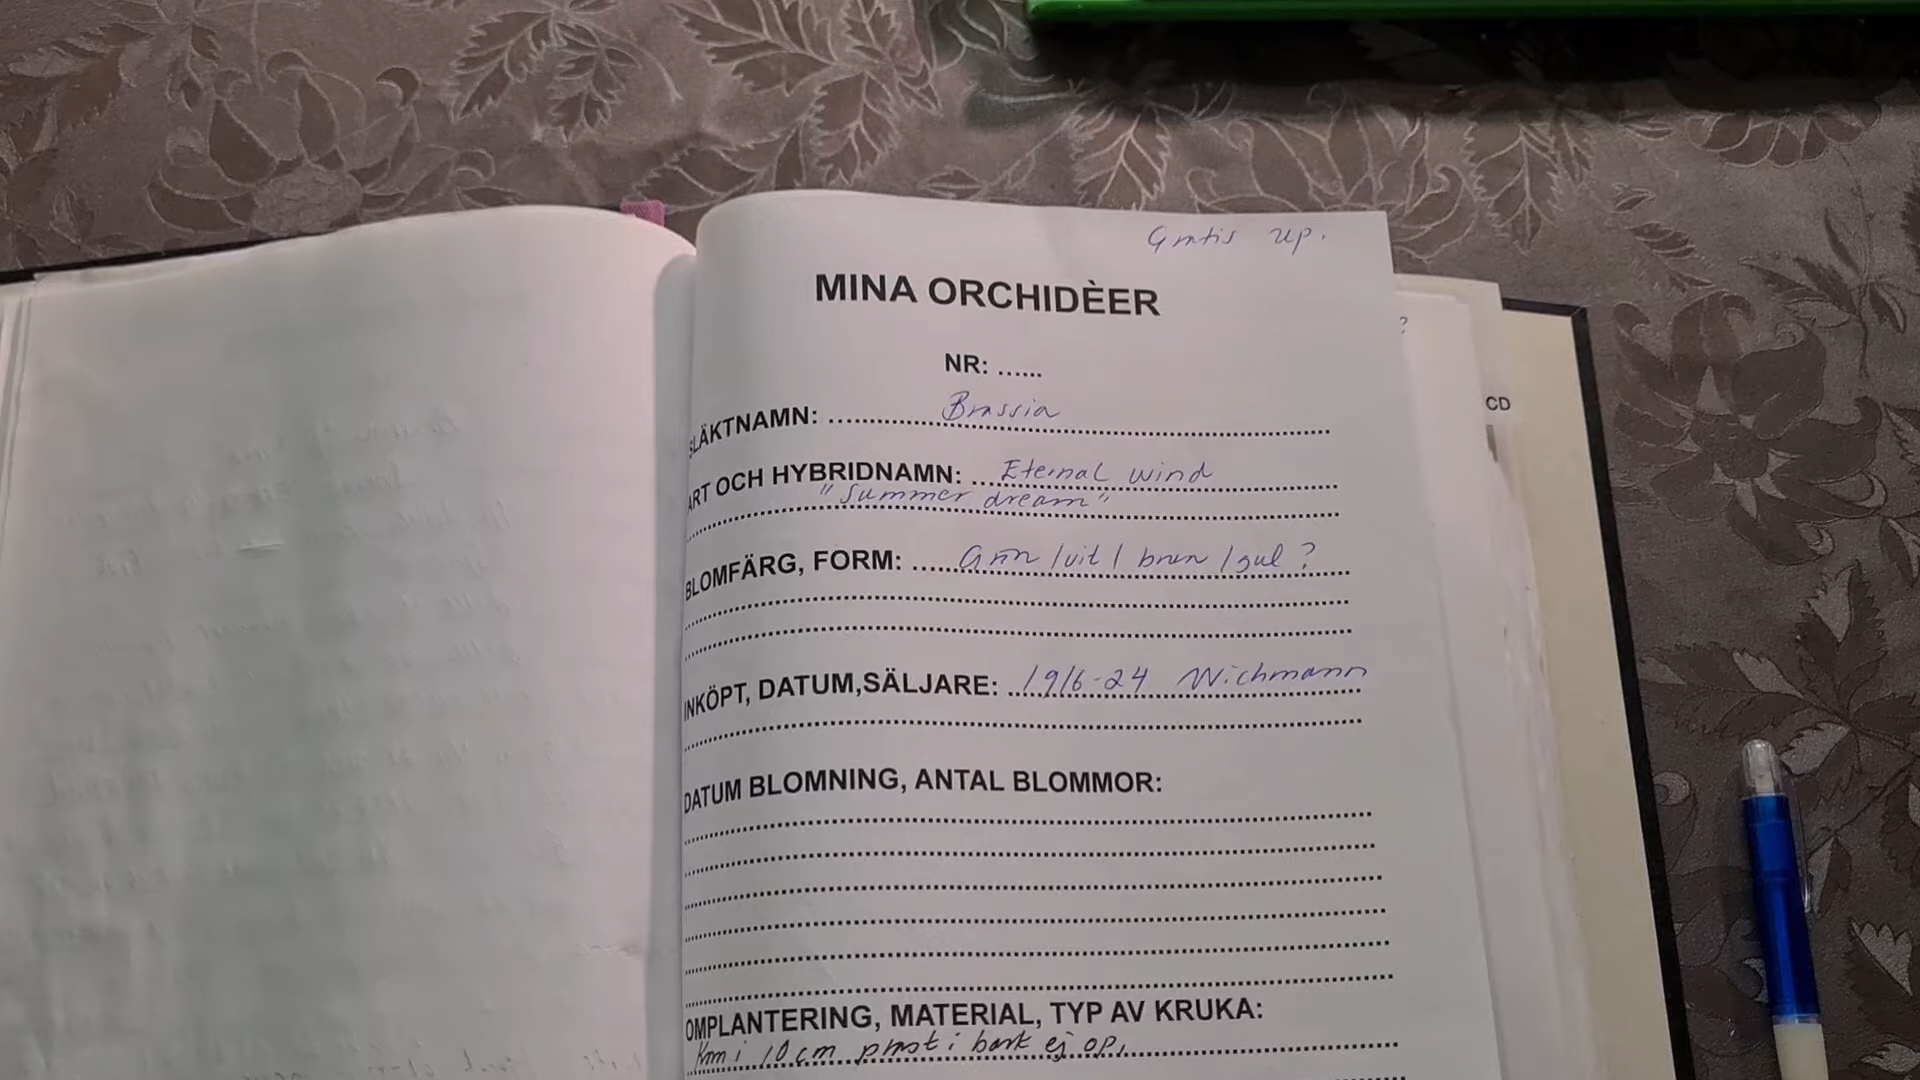 Gratis up.
MINA ORCHIDÈER
NR: ......
SLÄKTNAMN: Brassia
ART OCH HYBRIDNAMN: Eternal wind
"Summer dream"
BLOMFÄRG, FORM: Grön /vit / brun /gul ?
INKÖPT, DATUM,SÄLJARE: 19/6-24 Wichmann
DATUM BLOMNING, ANTAL BLOMMOR:
OMPLANTERING, MATERIAL, TYP AV KRUKA:
Kom i 10 cm plast i bark ej op.
?
CD